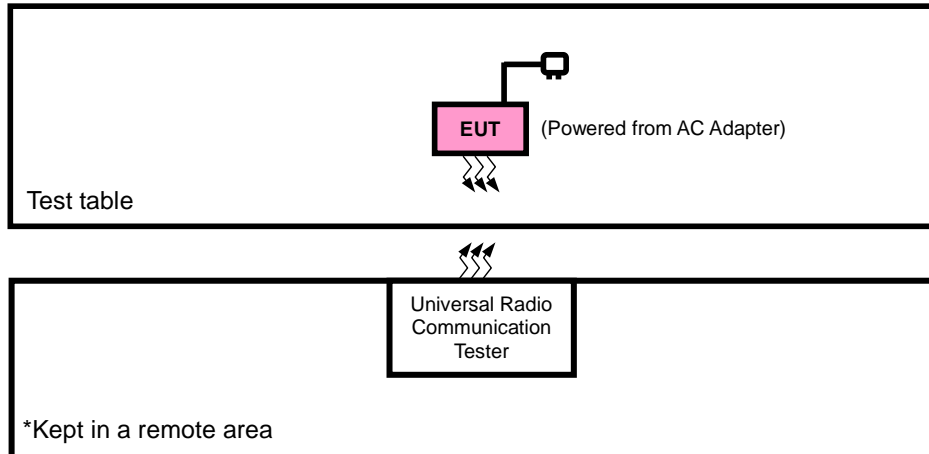 EUT
(Powered from AC Adapter)
Test table
Universal Radio
Communication
Tester
*Kept in a remote area